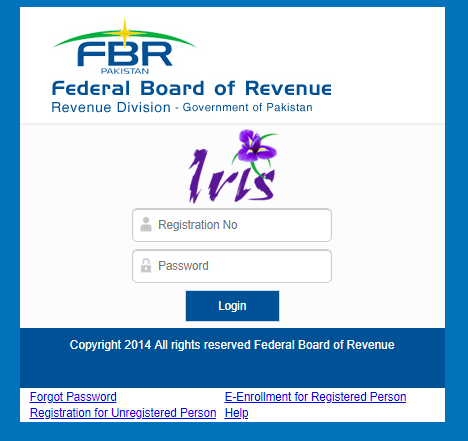 FBR
PAKISTAN
Federal Board of Revenue
Revenue Division - Government of Pakistan
Iris
Registration No
Password
Login
Copyright 2014 All rights reserved Federal Board of Revenue
Forgot Password E-Enrollment for Registered Person
Registration for Unregistered Person Help